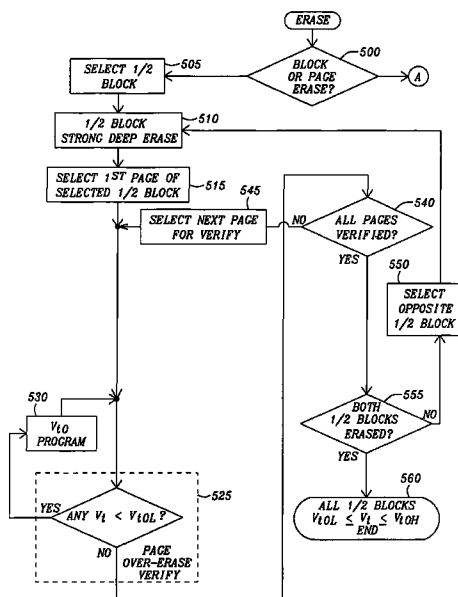 ERASE
500
BLOCK
OR PAGE
ERASE?
A
505
SELECT 1/2
BLOCK
510
1/2 BLOCK
STRONG DEEP ERASE
SELECT 1ST PAGE OF
SELECTED 1/2 BLOCK
515
545
SELECT NEXT PAGE
FOR VERIFY
NO
540
ALL PAGES
VERIFIED?
YES
550
SELECT
OPPOSITE
1/2 BLOCK
530
Vt0
PROGRAM
555
BOTH
1/2 BLOCKS
ERASED?
NO
YES
525
YES
ANY Vt < Vt0L?
NO
PAGE
OVER-ERASE
VERIFY
560
ALL 1/2 BLOCKS
Vt0L ≤ Vt ≤ Vt0H
END